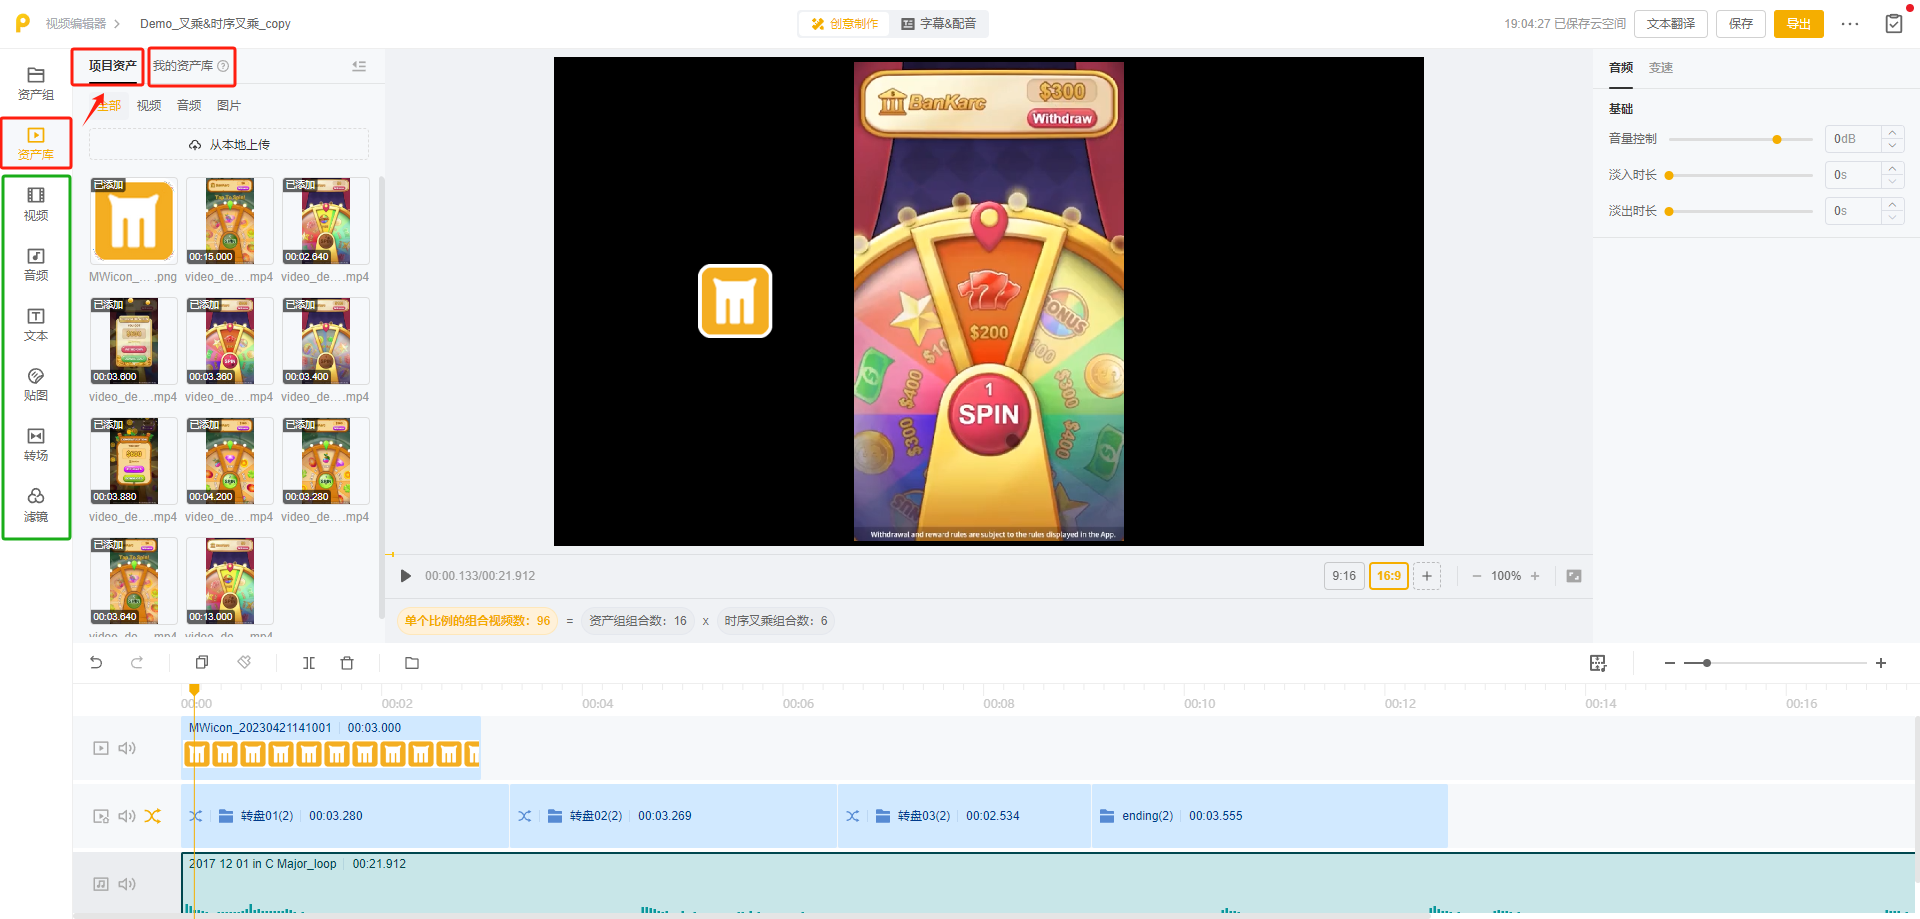 视频编辑器 > Demo_叉乘&时序叉乘_copy
创意制作
字幕&配音
19:04:27 已保存云空间
文本翻译
保存
导出
资产组
资产库
视频
音频
文本
贴图
转场
滤镜
项目资产
我的资产库
全部 视频 音频 图片
从本地上传
已添加
00:15.000
已添加
00:02.640
MWicon_... .png video_de....mp4 video_de....mp4
已添加
00:03.600
已添加
00:03.360
已添加
00:03.400
video_de....mp4 video_de....mp4 video_de....mp4
已添加
00:03.880
已添加
00:04.200
已添加
00:03.280
video_de....mp4 video_de....mp4 video_de....mp4
已添加
00:03.640
00:13.000
video_de....mp4 video_de....mp4
BanKarc
$300
Withdraw
$200
BONUS
$400
$300
$300
$400
1
SPIN
Withdrawal and reward rules are subject to the rules displayed in the App.
音频 变速
基础
音量控制 0dB
淡入时长 0s
淡出时长 0s
00:00.133/00:21.912
9:16
16:9
100%
单个比例的组合视频数：96 = 资产组组合数：16 x 时序叉乘组合数：6
00:00 00:02 00:04 00:06 00:08 00:10 00:12 00:14 00:16
MWicon_20230421141001 00:03.000
转盘01(2) 00:03.280
转盘02(2) 00:03.269
转盘03(2) 00:02.534
ending(2) 00:03.555
2017 12 01 in C Major_loop 00:21.912